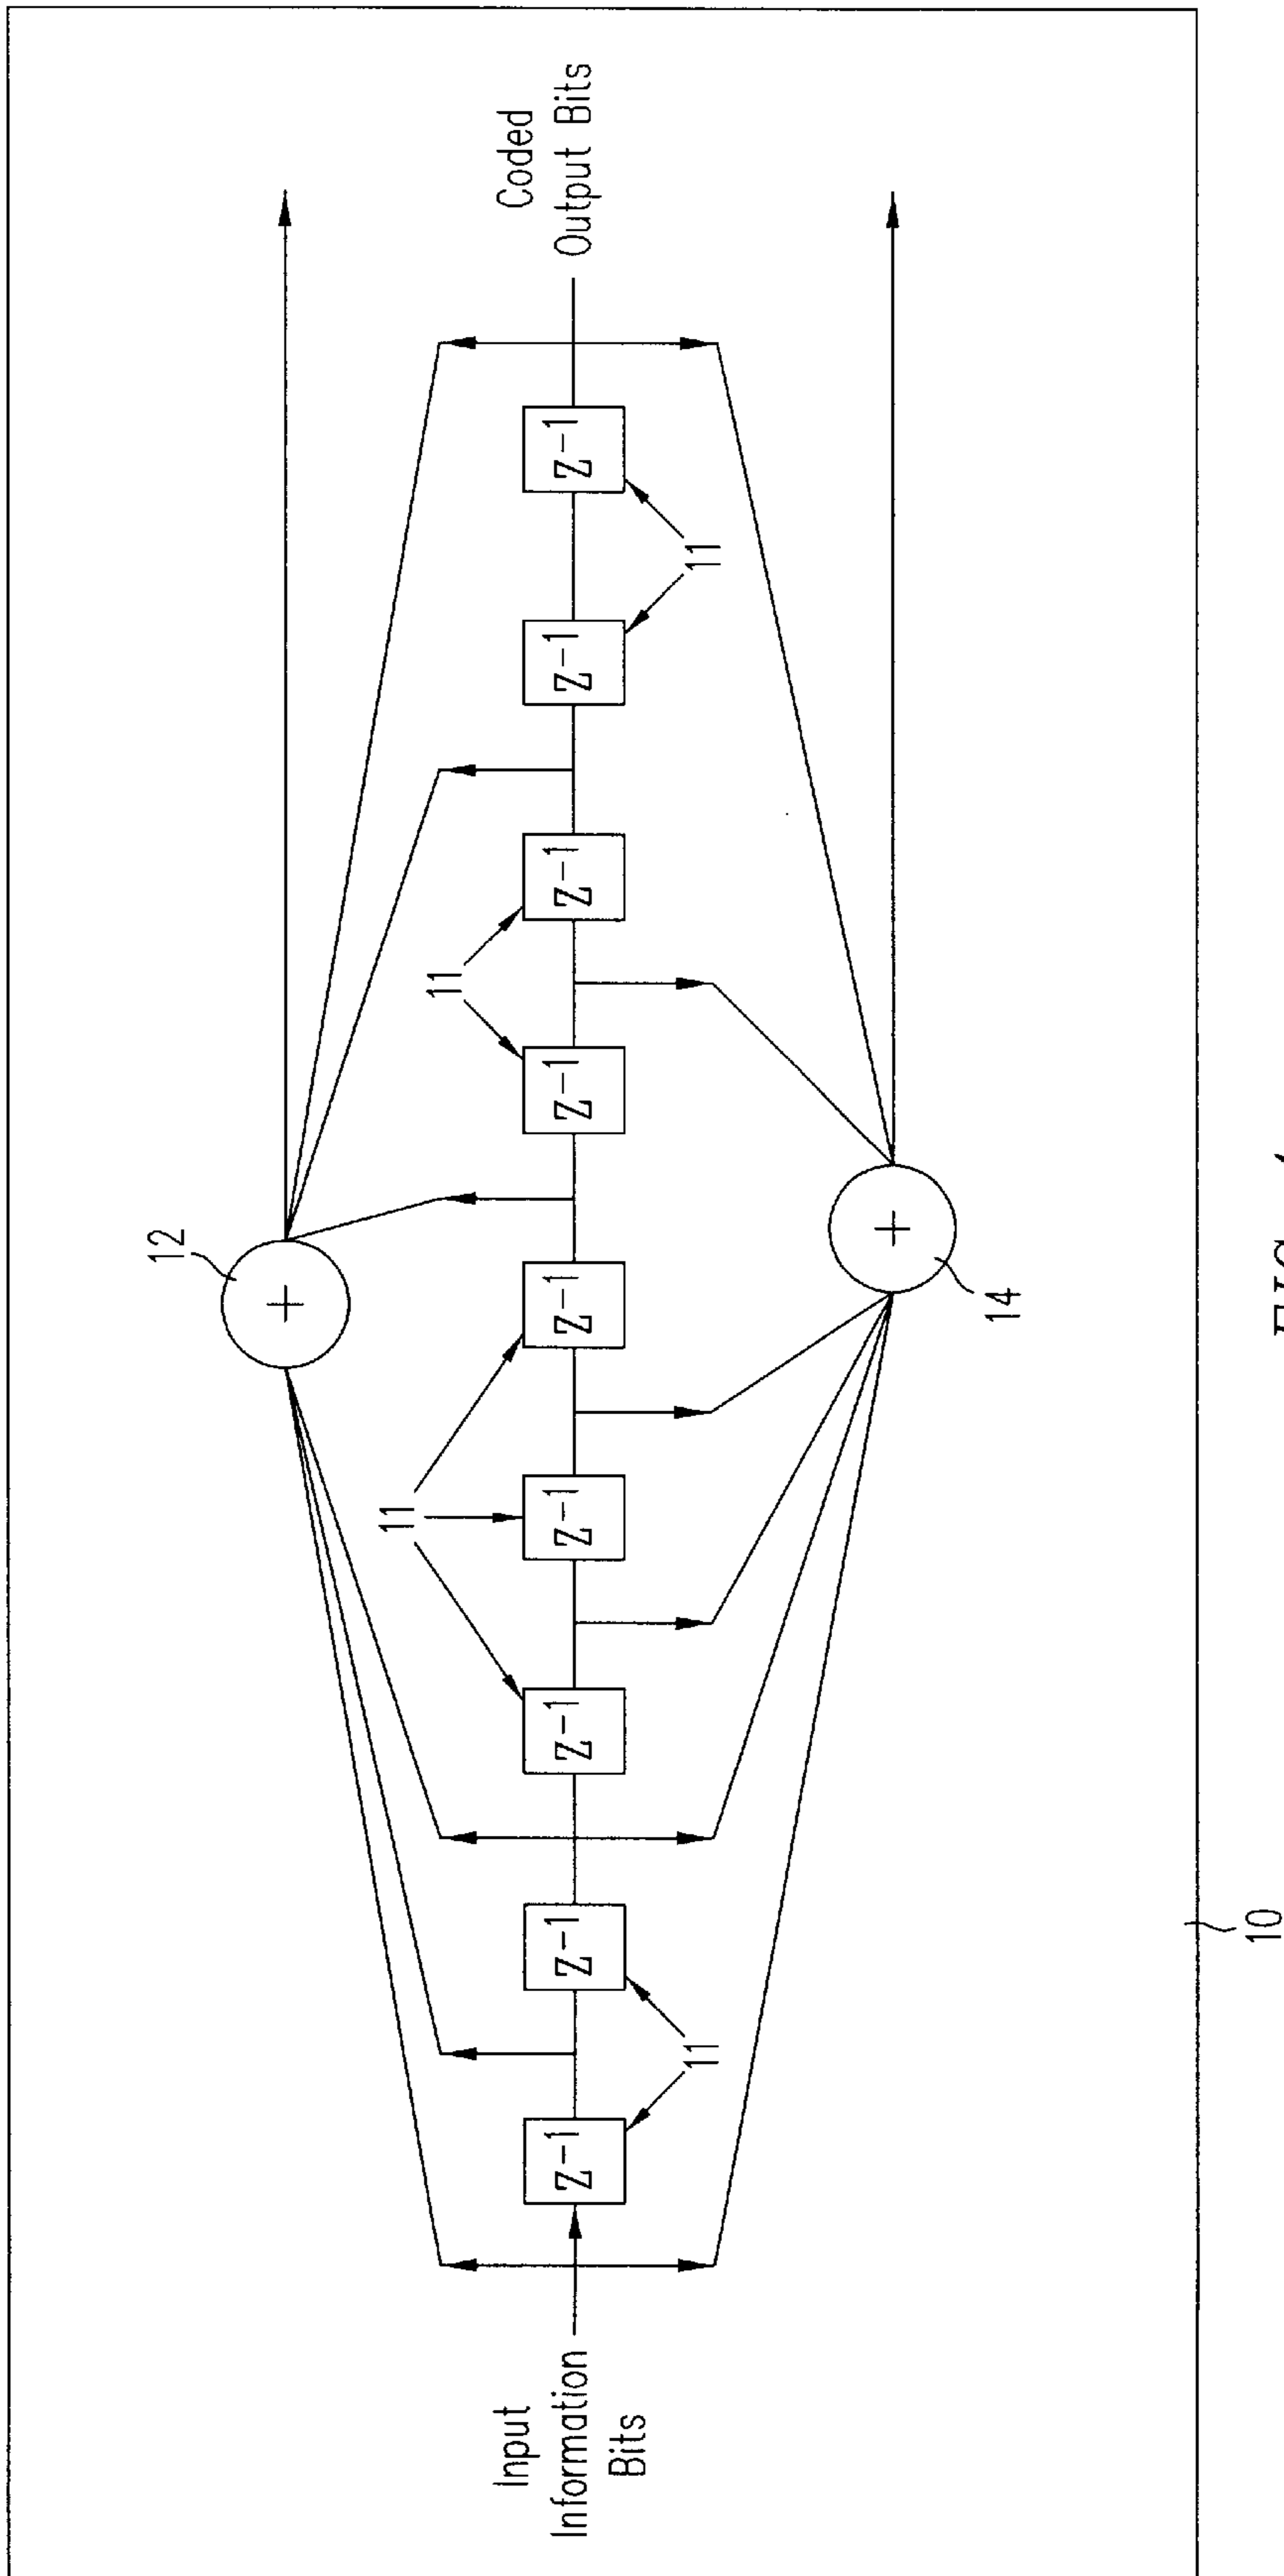 12
Input
Information
Bits
Z-1
Z-1
Z-1
Z-1
Z-1
Z-1
Z-1
Z-1
Z-1
Coded
Output Bits
11
11
11
11
+
+
14
10